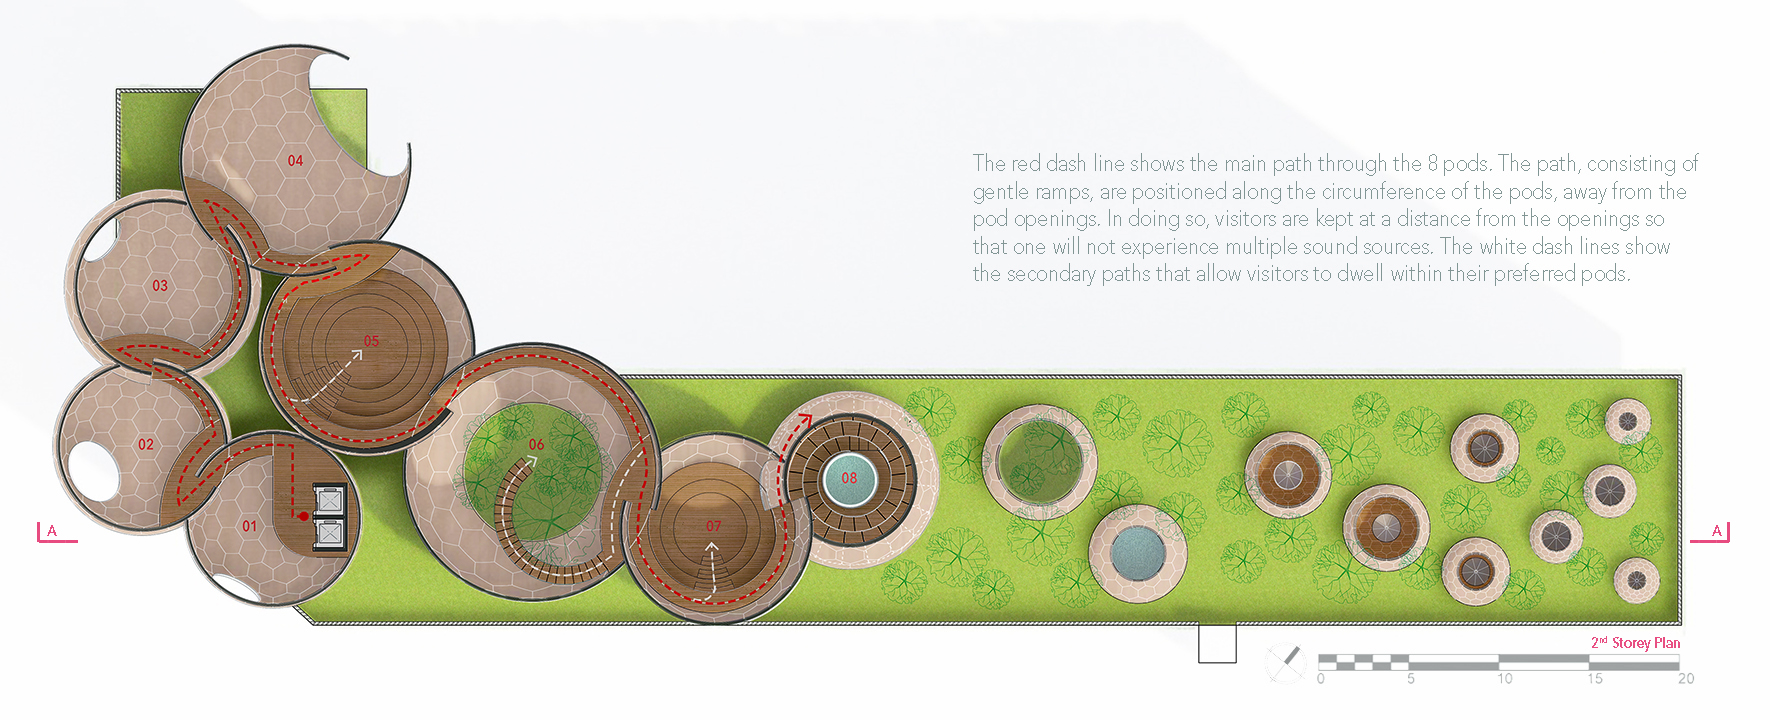 04
The red dash line shows the main path through the 8 pods. The path, consisting of
gentle ramps, are positioned along the circumference of the pods, away from the
pod openings. In doing so, visitors are kept at a distance from the openings so
that one will not experience multiple sound sources. The white dash lines show
the secondary paths that allow visitors to dwell within their preferred pods.
03
05
02
06
08
01
07
A
A
2nd Storey Plan
0 5 10 15 20